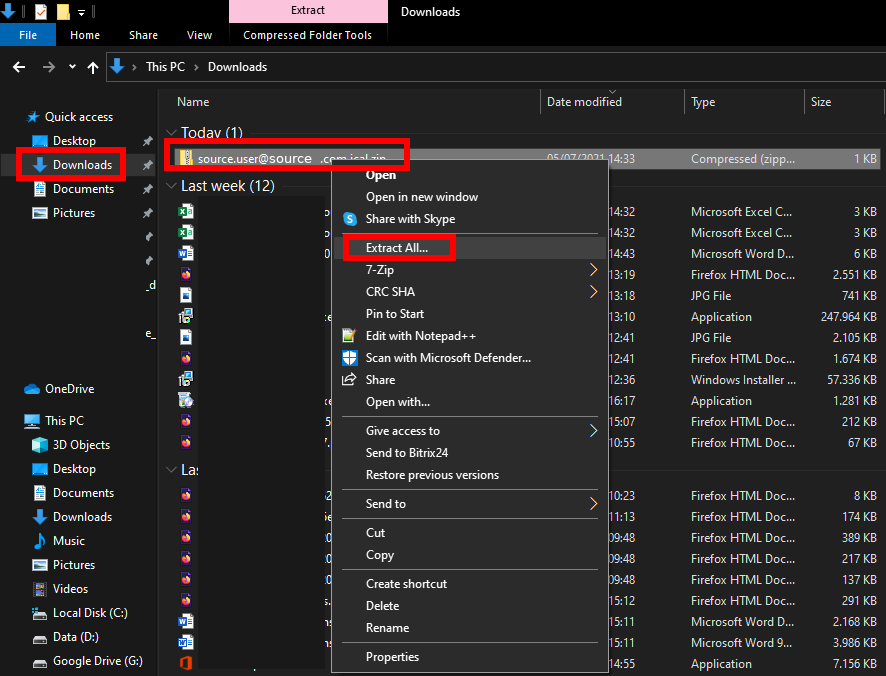 Extract
Downloads
File
Home
Share
View
Compressed Folder Tools
This PC
Downloads
Name
Date modified
Type
Size
Quick access
Desktop
Downloads
Documents
Pictures
_d
e_
OneDrive
This PC
3D Objects
Desktop
Documents
Downloads
Music
Pictures
Videos
Local Disk (C:)
Data (D:)
Google Drive (G:)
Today (1)
source.user@source .com.ical.zip
05/07/2021 14:33 Compressed (zipp... 1 KB
Last week (12)
14:32 Microsoft Excel C... 3 KB
14:32 Microsoft Excel C... 3 KB
14:43 Microsoft Word D... 6 KB
13:19 Firefox HTML Doc... 2.551 KB
13:18 JPG File 741 KB
13:10 Application 247.964 KB
12:41 JPG File 2.105 KB
12:41 Firefox HTML Doc... 1.674 KB
12:36 Windows Installer ... 57.336 KB
16:17 Application 1.281 KB
15:07 Firefox HTML Doc... 212 KB
10:55 Firefox HTML Doc... 67 KB
10:23 Firefox HTML Doc... 8 KB
11:13 Firefox HTML Doc... 174 KB
09:48 Firefox HTML Doc... 389 KB
09:48 Firefox HTML Doc... 217 KB
09:48 Firefox HTML Doc... 137 KB
15:12 Firefox HTML Doc... 291 KB
15:11 Microsoft Word D... 2.168 KB
15:11 Microsoft Word 9... 3.986 KB
14:55 Application 7.156 KB
Open
Open in new window
Share with Skype
Extract All...
7-Zip
CRC SHA
Pin to Start
Edit with Notepad++
Scan with Microsoft Defender...
Share
Open with...
Give access to
Send to Bitrix24
Restore previous versions
Send to
Cut
Copy
Create shortcut
Delete
Rename
Properties